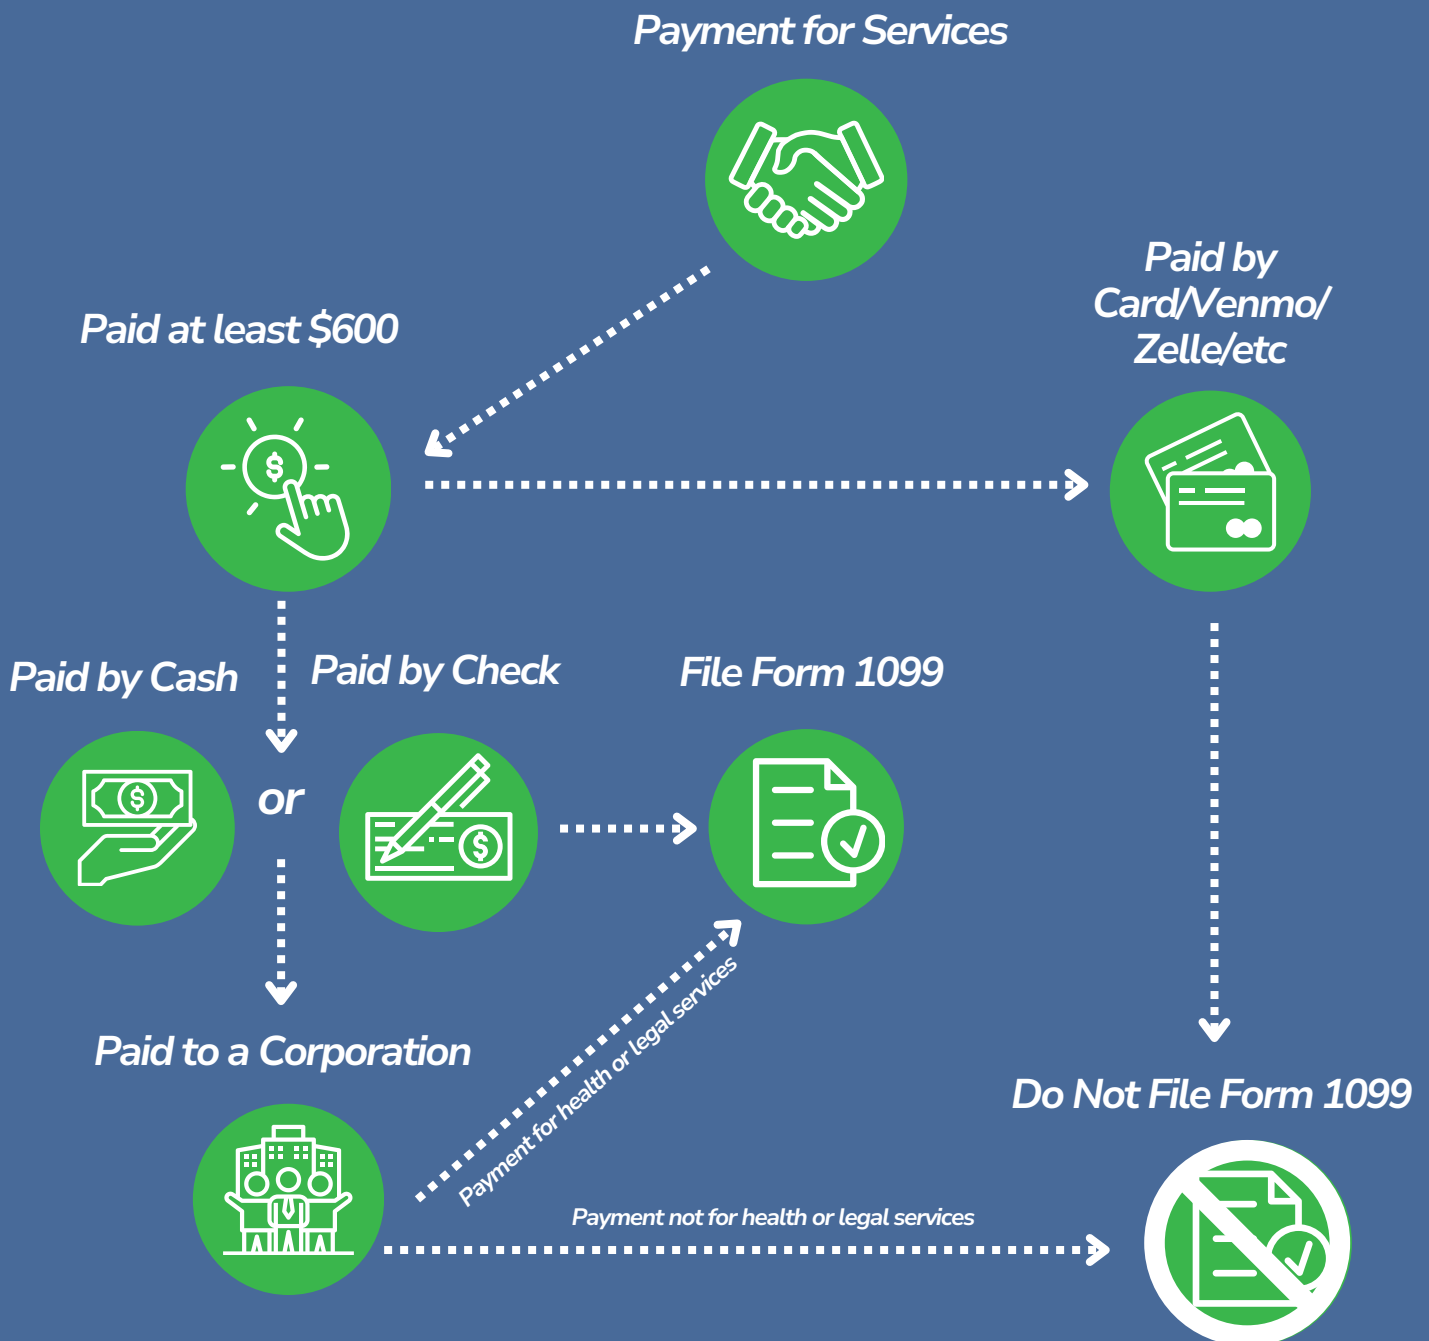 Payment for Services
Paid by
Card/Venmo/
Zelle/etc
Paid at least $600
$
Paid by Cash
Paid by Check
File Form 1099
$
or
$
Payment for health or legal services
Paid to a Corporation
Do Not File Form 1099
Payment not for health or legal services